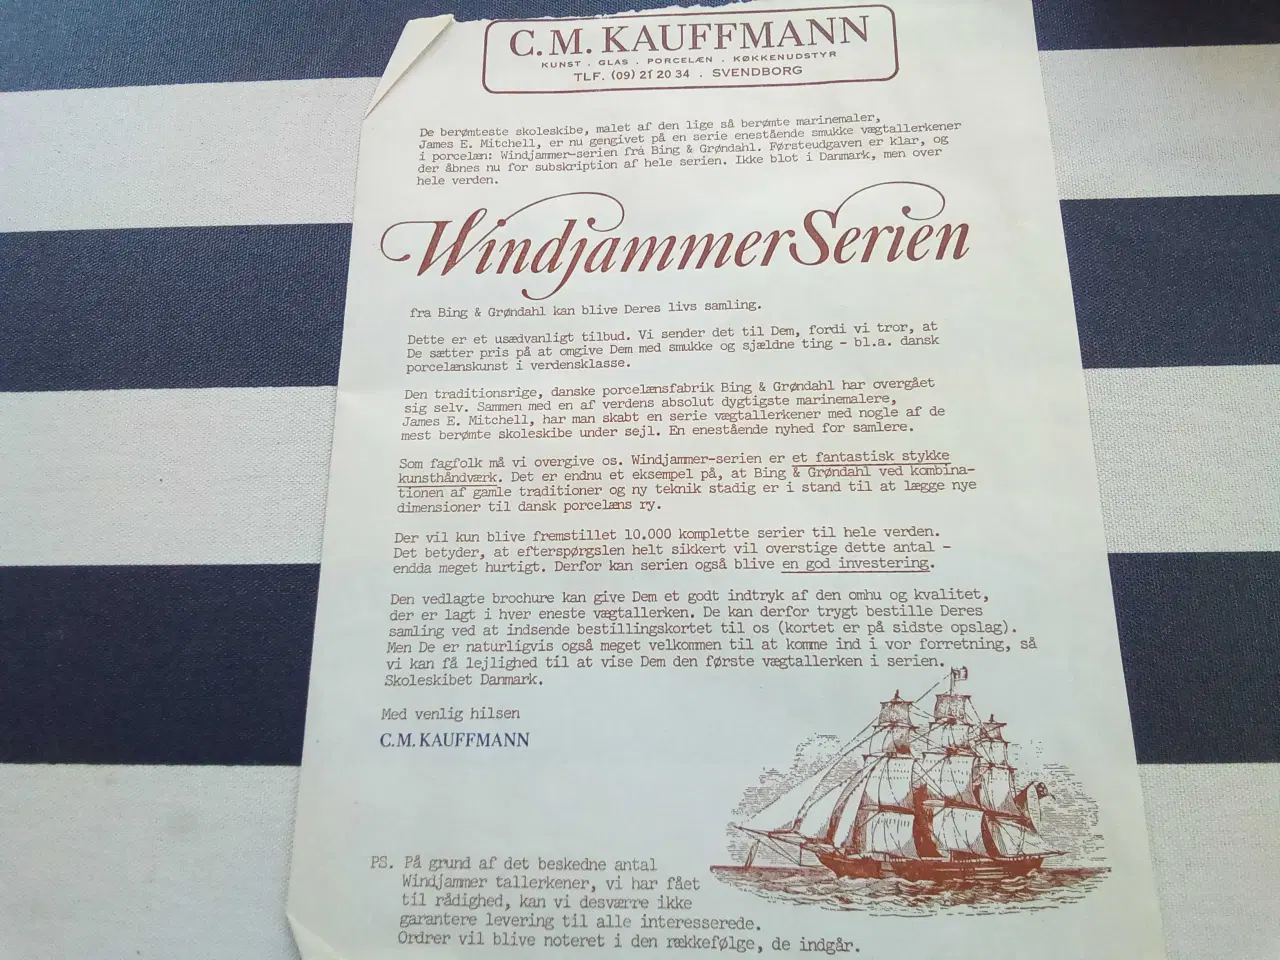 C.M. KAUFFMANN
KUNST . GLAS . PORCELÆN . KØKKENUDSTYR
TLF. (09) 21 20 34 . SVENDBORG
De berømteste skoleskibe, malet af den lige så berømte marinemaler,
James E. Mitchell, er nu gengivet på en serie enestående smukke vægtallerkener
i porcelæn: Windjammer-serien fra Bing & Grøndahl. Førsteudgaven er klar, og
der åbnes nu for subskription af hele serien. Ikke blot i Danmark, men over
hele verden.
Windjammer Serien
fra Bing & Grøndahl kan blive Deres livs samling.
Dette er et usædvanligt tilbud. Vi sender det til Dem, fordi vi tror, at
De sætter pris på at omgive Dem med smukke og sjældne ting - bl.a. dansk
porcelænskunst i verdensklasse.
Den traditionsrige, danske porcelænsfabrik Bing & Grøndahl har overgået
sig selv. Sammen med en af verdens absolut dygtigste marinemalere,
James E. Mitchell, har man skabt en serie vægtallerkener med nogle af de
mest berømte skoleskibe under sejl. En enestående nyhed for samlere.
Som fagfolk må vi overgive os. Windjammer-serien er et fantastisk stykke
kunsthåndværk. Det er endnu et eksempel på, at Bing & Grøndahl ved kombina-
tionen af gamle traditioner og ny teknik stadig er i stand til at lægge nye
dimensioner til dansk porcelæns ry.
Der vil kun blive fremstillet 10.000 komplette serier til hele verden.
Det betyder, at efterspørgslen helt sikkert vil overstige dette antal -
endda meget hurtigt. Derfor kan serien også blive en god investering.
Den vedlagte brochure kan give Dem et godt indtryk af den omhu og kvalitet,
der er lagt i hver eneste vægtallerken. De kan derfor trygt bestille Deres
samling ved at indsende bestillingskortet til os (kortet er på sidste opslag).
Men De er naturligvis også meget velkommen til at komme ind i vor forretning, så
vi kan få lejlighed til at vise Dem den første vægtallerken i serien.
Skoleskibet Danmark.
Med venlig hilsen
C.M. KAUFFMANN
PS. På grund af det beskedne antal
Windjammer tallerkener, vi har fået
til rådighed, kan vi desværre ikke
garantere levering til alle interesserede.
Ordrer vil blive noteret i den rækkefølge, de indgår.